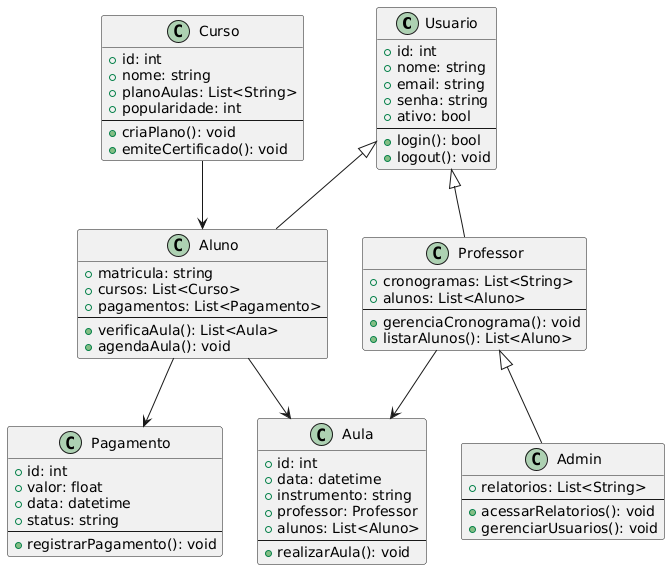 C Curso
id: int
nome: string
planoAulas: List<String>
popularidade: int
criaPlano(): void
emiteCertificado(): void
C Usuario
id: int
nome: string
email: string
senha: string
ativo: bool
login(): bool
logout(): void
C Aluno
matricula: string
cursos: List<Curso>
pagamentos: List<Pagamento>
verificaAula(): List<Aula>
agendaAula(): void
C Professor
cronogramas: List<String>
alunos: List<Aluno>
gerenciaCronograma(): void
listarAlunos(): List<Aluno>
C Pagamento
id: int
valor: float
data: datetime
status: string
registrarPagamento(): void
C Aula
id: int
data: datetime
instrumento: string
professor: Professor
alunos: List<Aluno>
realizarAula(): void
C Admin
relatorios: List<String>
acessarRelatorios(): void
gerenciarUsuarios(): void